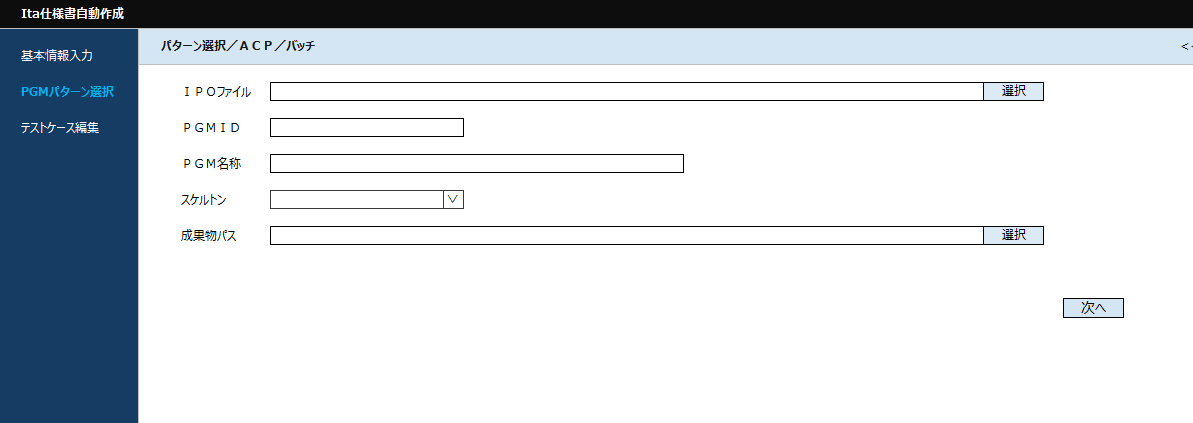 Ita仕様書自動作成
基本情報入力
PGMパターン選択
テストケース編集
パターン選択／ＡＣＰ／バッチ
ＩＰＯファイル
選択
ＰＧＭＩＤ
ＰＧＭ名称
スケルトン
成果物パス
選択
次へ